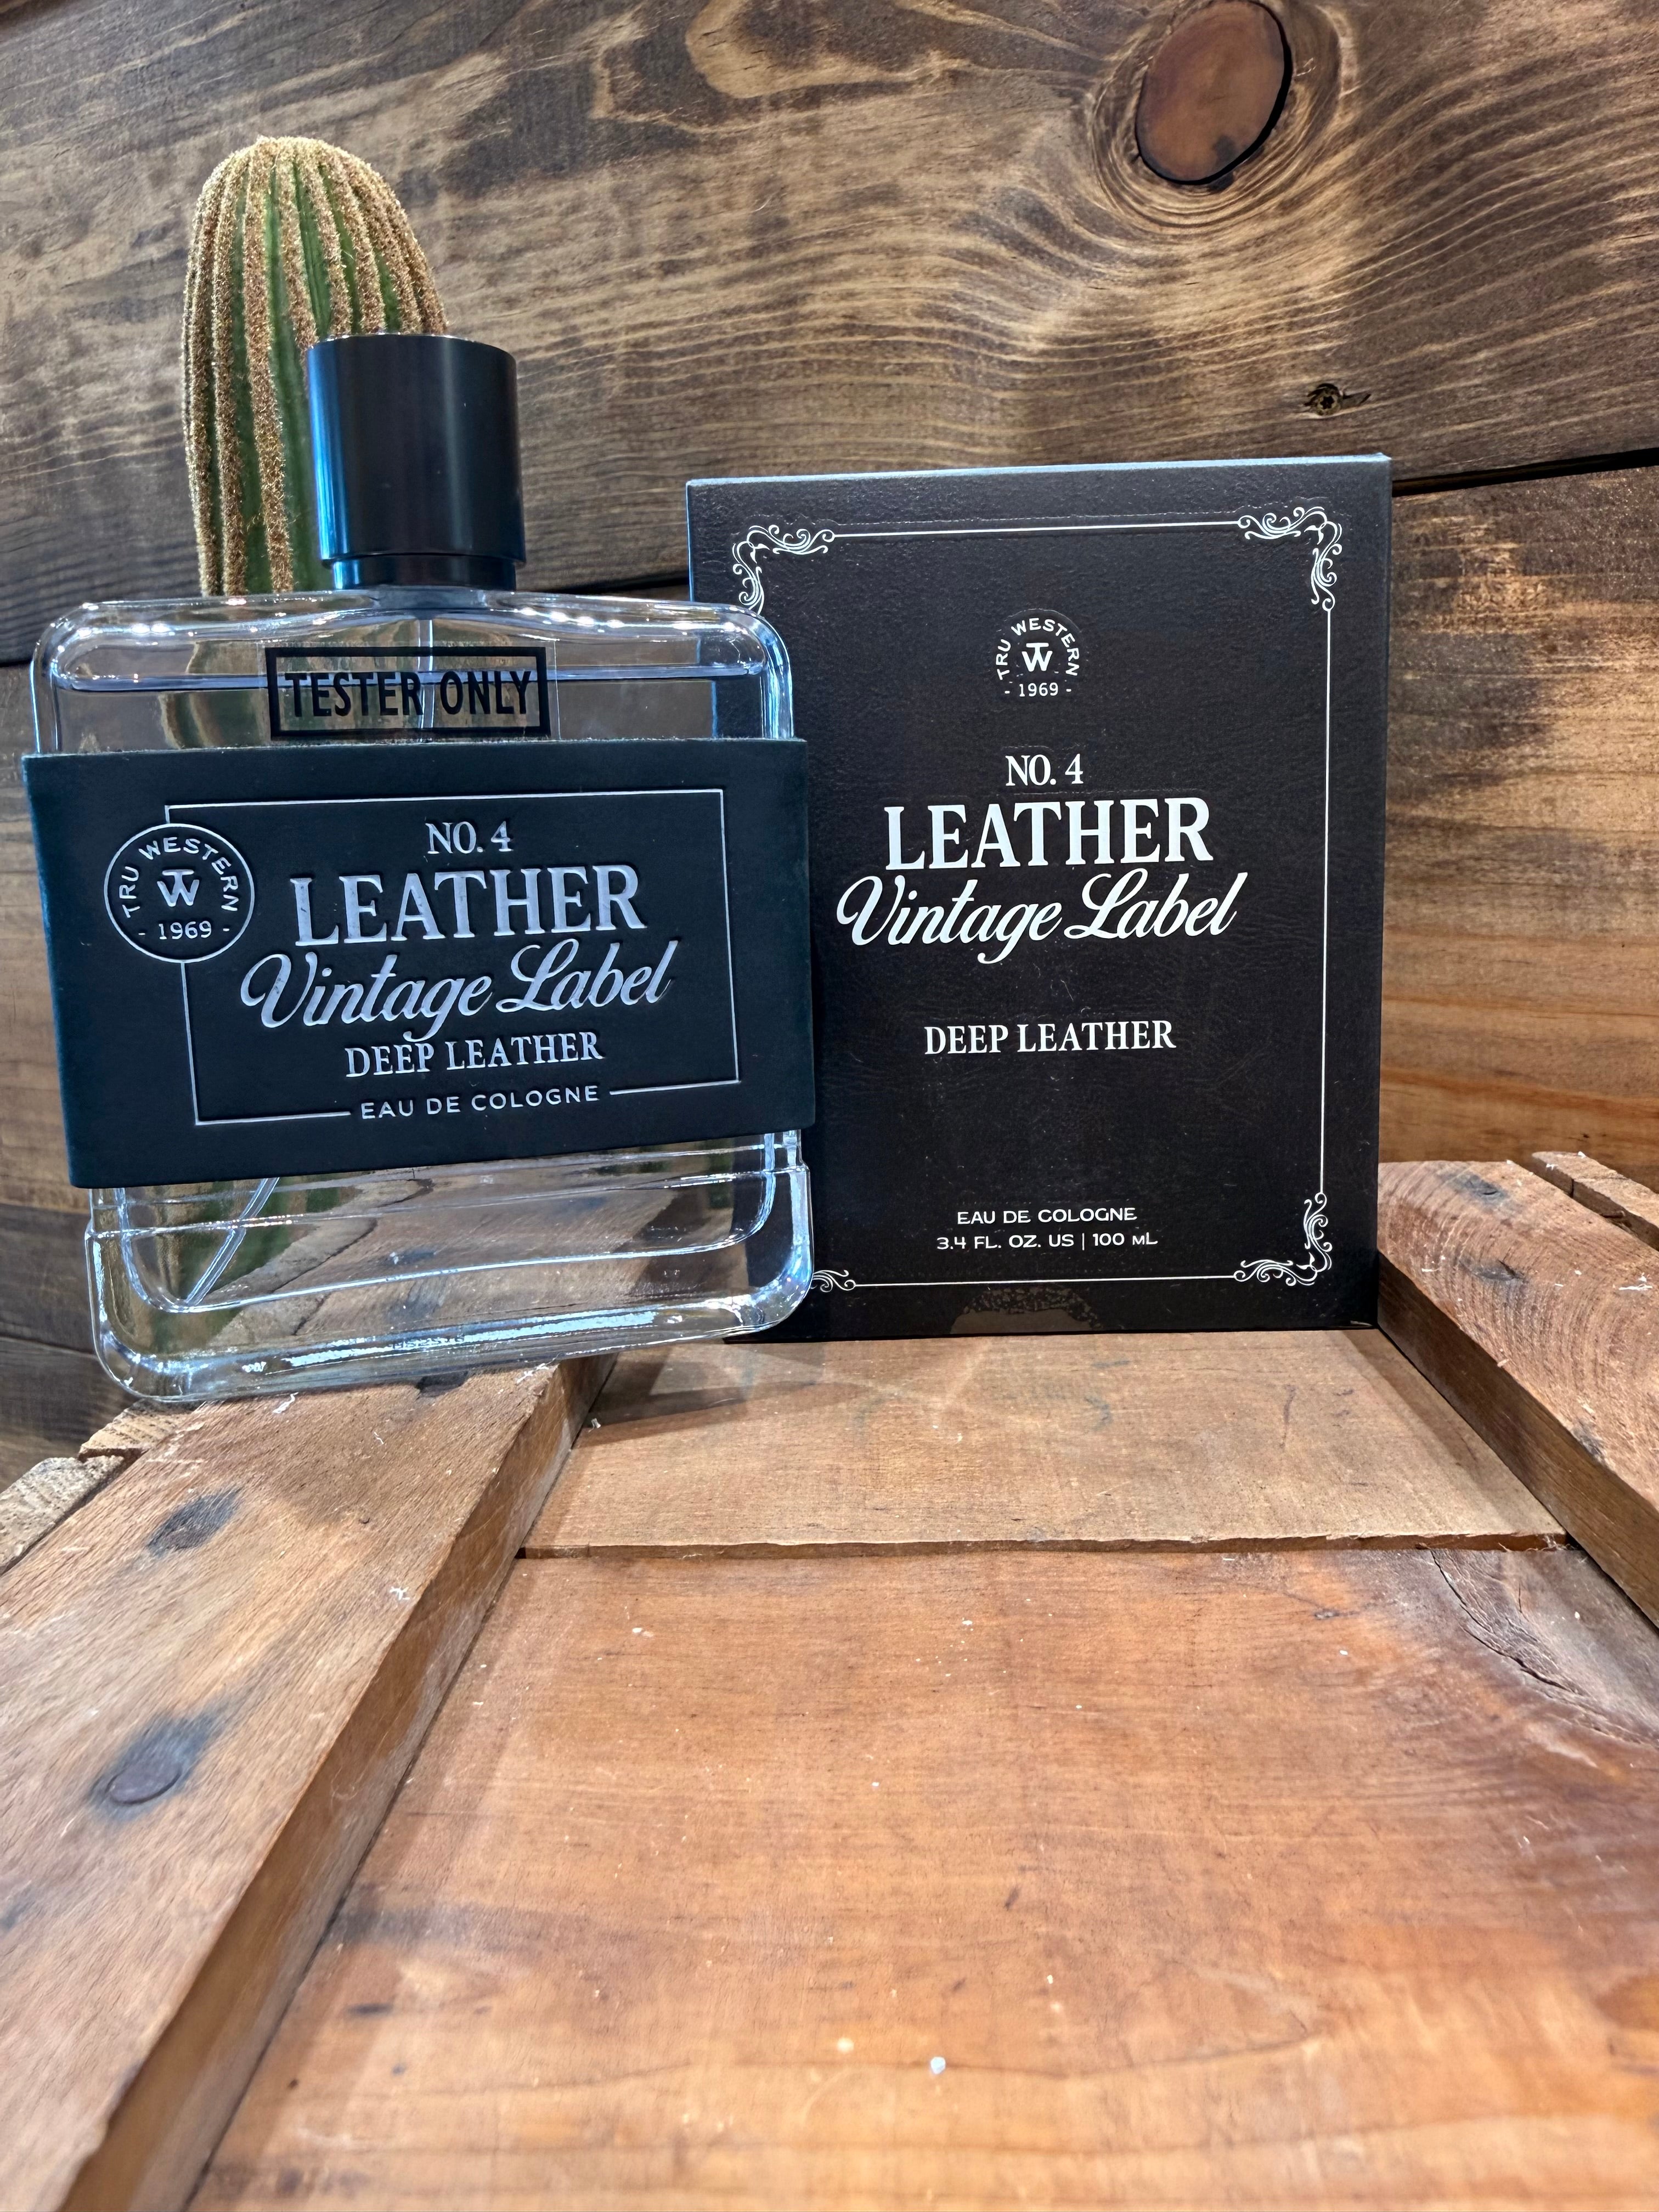 TESTER ONLY
TRU WESTERN
TW
- 1969 -
NO. 4
LEATHER
Vintage Label
DEEP LEATHER
EAU DE COLOGNE
TRU WESTERN
TW
- 1969 -
NO. 4
LEATHER
Vintage Label
DEEP LEATHER
EAU DE COLOGNE
3.4 FL. OZ. US | 100 mL